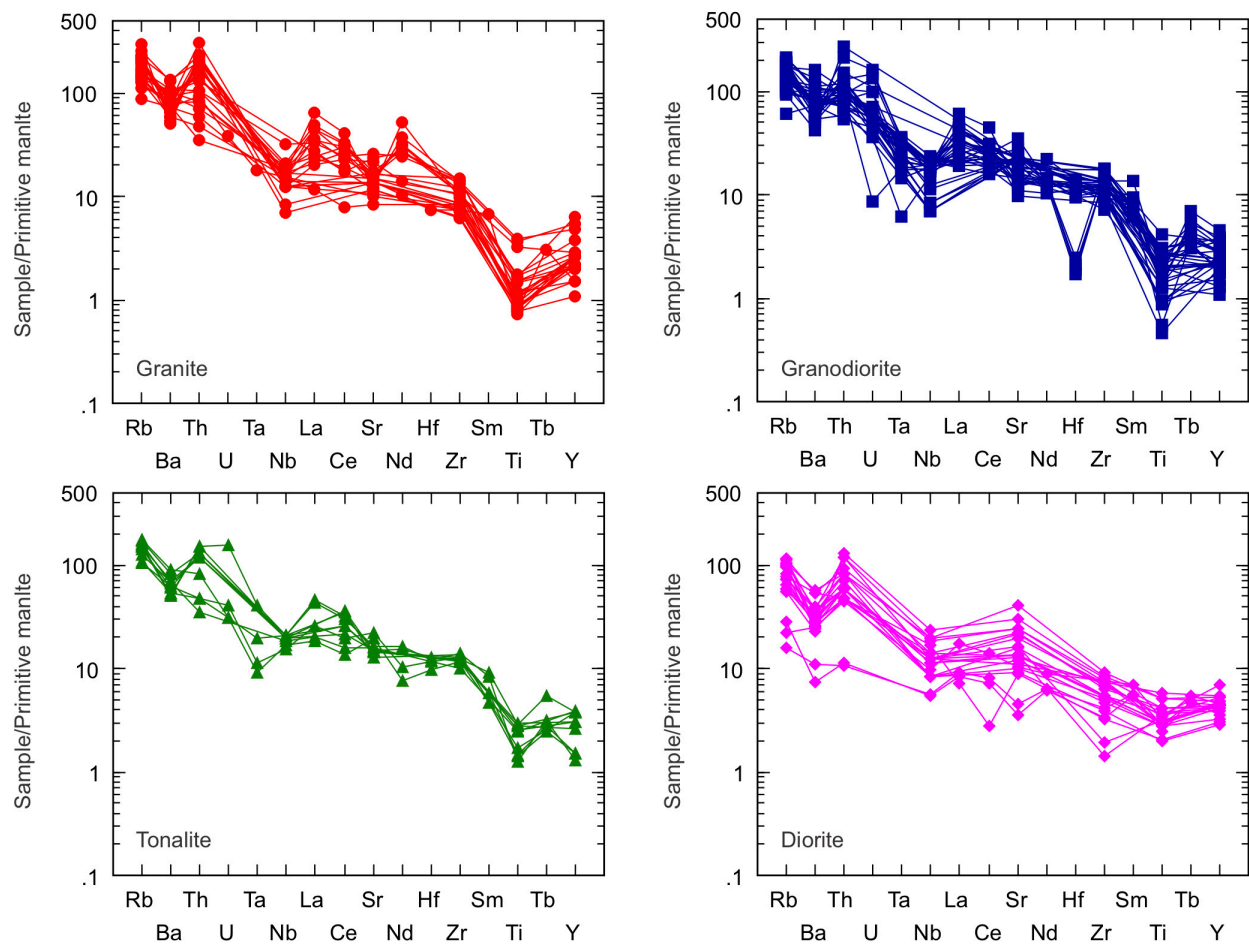 500
100
10
1
.1
Sample/Primitive manlte
Granite
Rb Th Ta La Sr Hf Sm Tb
Ba U Nb Ce Nd Zr Ti Y
500
100
10
1
.1
Sample/Primitive manlte
Granodiorite
Rb Th Ta La Sr Hf Sm Tb
Ba U Nb Ce Nd Zr Ti Y
500
100
10
1
.1
Sample/Primitive manlte
Tonalite
Rb Th Ta La Sr Hf Sm Tb
Ba U Nb Ce Nd Zr Ti Y
500
100
10
1
.1
Sample/Primitive manlte
Diorite
Rb Th Ta La Sr Hf Sm Tb
Ba U Nb Ce Nd Zr Ti Y